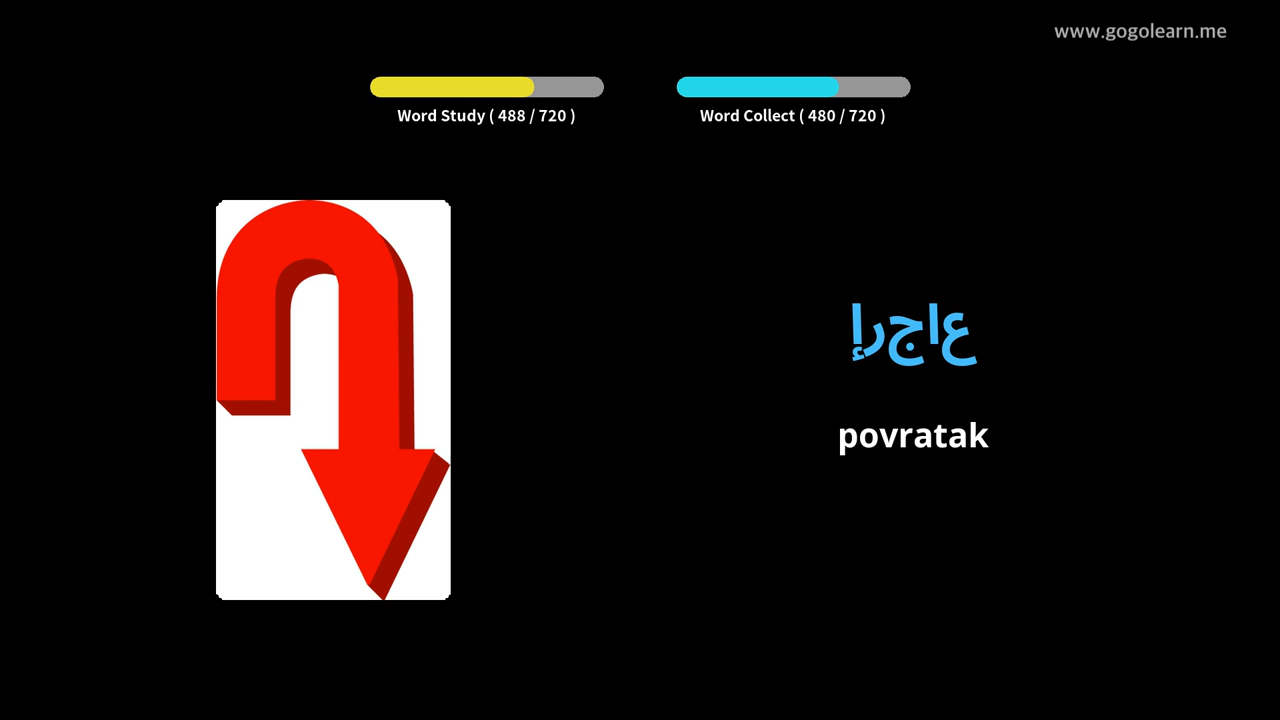 www.gogolearn.me
Word Study ( 488 / 720 )
Word Collect ( 480 / 720 )
إرجاع
povratak